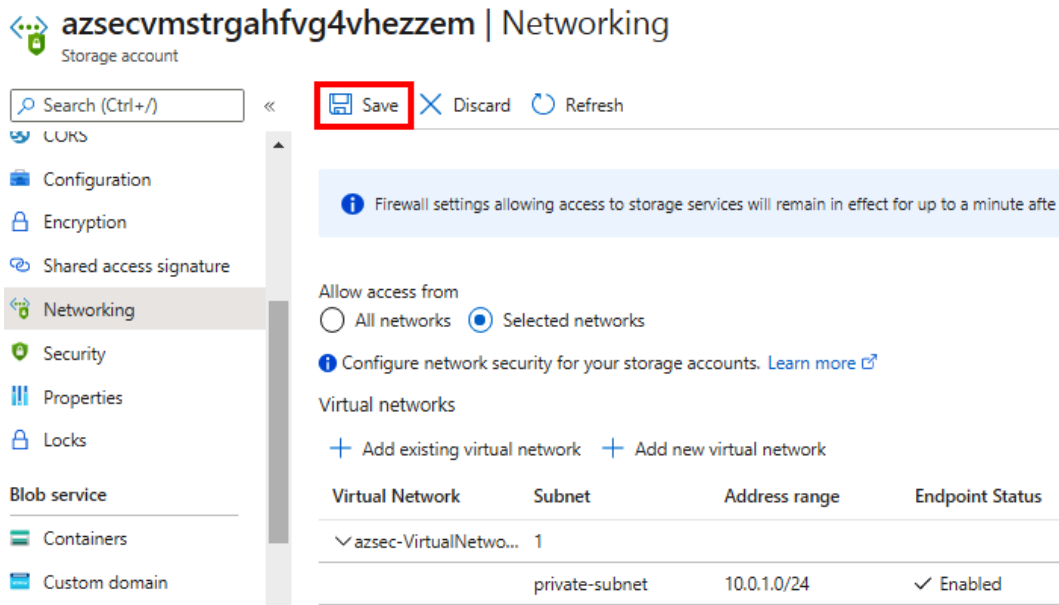 azsecvmstrgahfvg4vhezzem | Networking
Storage account
Search (Ctrl+/)
«
Save
Discard
Refresh
CORS
Configuration
Encryption
Shared access signature
Networking
Security
Properties
Locks
Blob service
Containers
Custom domain
Firewall settings allowing access to storage services will remain in effect for up to a minute afte
Allow access from
All networks Selected networks
Configure network security for your storage accounts. Learn more
Virtual networks
+ Add existing virtual network + Add new virtual network
Virtual Network Subnet Address range Endpoint Status
azsec-VirtualNetwo... 1
private-subnet 10.0.1.0/24 ✓ Enabled